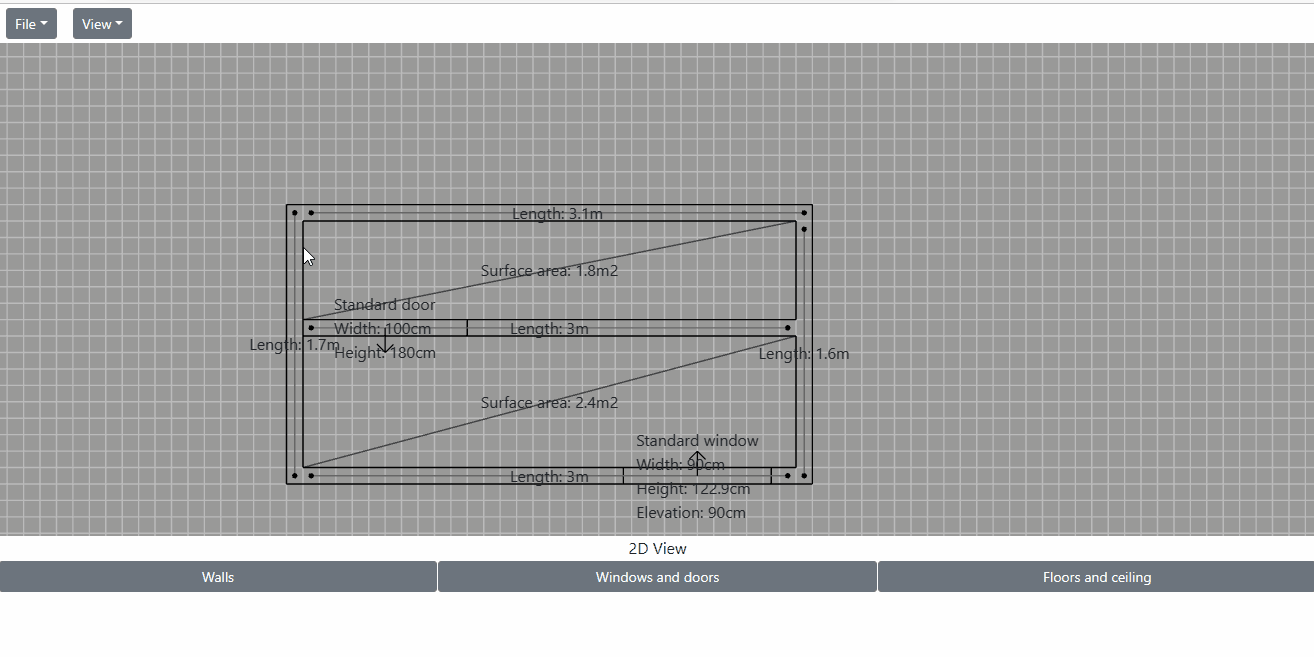 File
View
Length: 3.1m
Surface area: 1.8m2
Standard door
Width: 100cm
Height: 180cm
Length: 3m
Length: 1.7m
Length: 1.6m
Surface area: 2.4m2
Standard window
Width: 90cm
Height: 122.9cm
Elevation: 90cm
Length: 3m
2D View
Walls
Windows and doors
Floors and ceiling